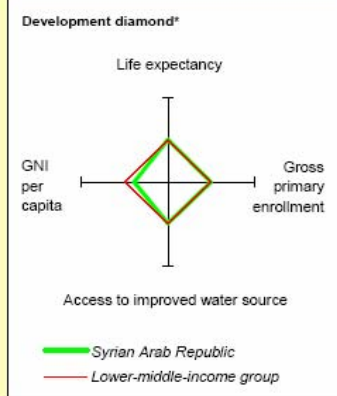 Development diamond*
Life expectancy
GNI
per
capita
Gross
primary
enrollment
Access to improved water source
Syrian Arab Republic
Lower-middle-income group